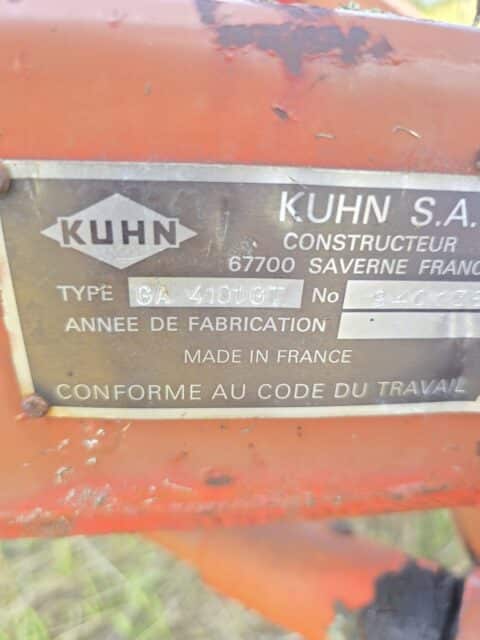 KUHN
KUHN S.A.
CONSTRUCTEUR
67700 SAVERNE FRANC
TYPE GA 4101GT No
ANNEE DE FABRICATION
MADE IN FRANCE
CONFORME AU CODE DU TRAVAIL